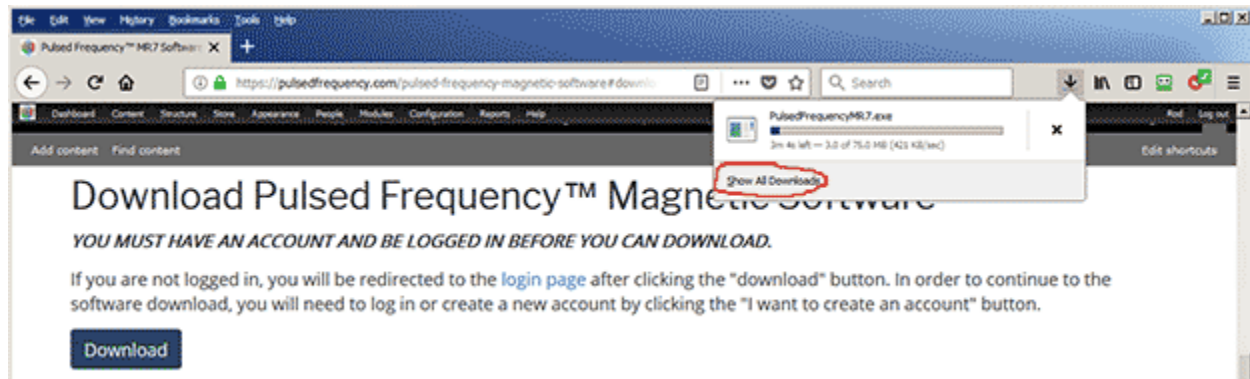 File Edit View History Bookmarks Tools Help
Pulsed Frequency™ MR7 Software
https://pulsedfrequency.com/pulsed-frequency-magnetic-software#downlo
Search
Dashboard Content Structure Store Appearance People Modules Configuration Reports Help
Log out
PulsedFrequencyMR7.exe
3m 4s left — 3.0 of 75.0 MB (421 KB/sec)
Add content Find content
Edit shortcuts
Show All Downloads
Download Pulsed Frequency™ Magnetic Software
YOU MUST HAVE AN ACCOUNT AND BE LOGGED IN BEFORE YOU CAN DOWNLOAD.
If you are not logged in, you will be redirected to the login page after clicking the "download" button. In order to continue to the
software download, you will need to log in or create a new account by clicking the "I want to create an account" button.
Download